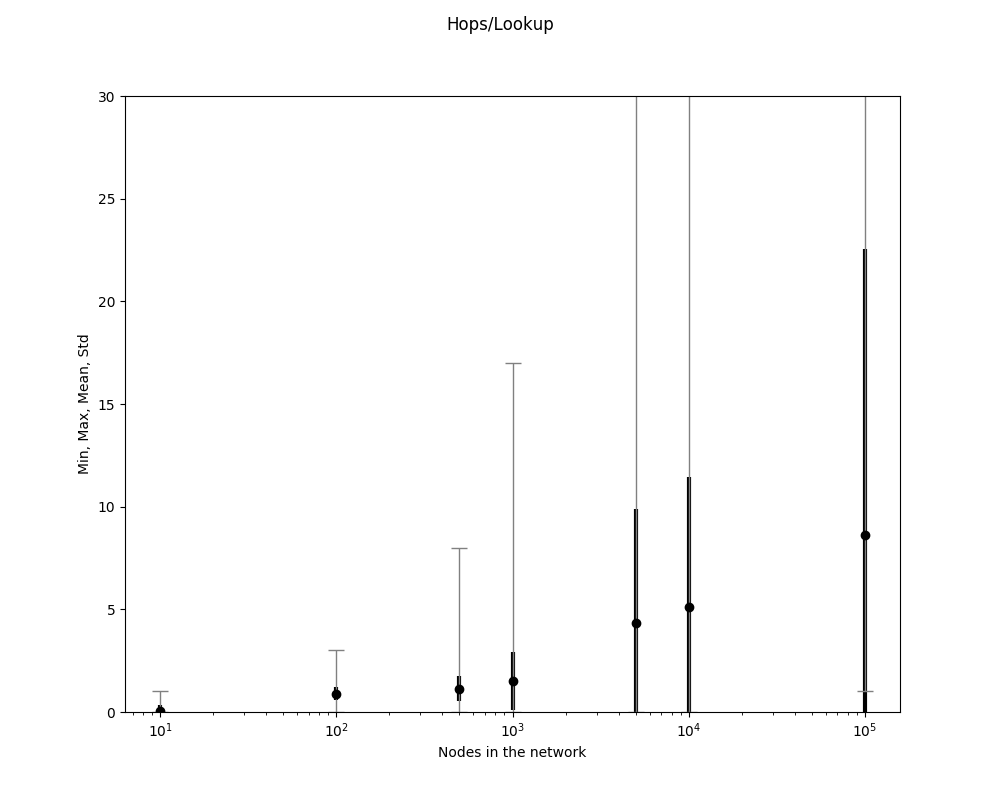 Hops/Lookup
30
25
20
15
10
5
0
Min, Max, Mean, Std
10¹ 10² 10³ 10⁴ 10⁵
Nodes in the network